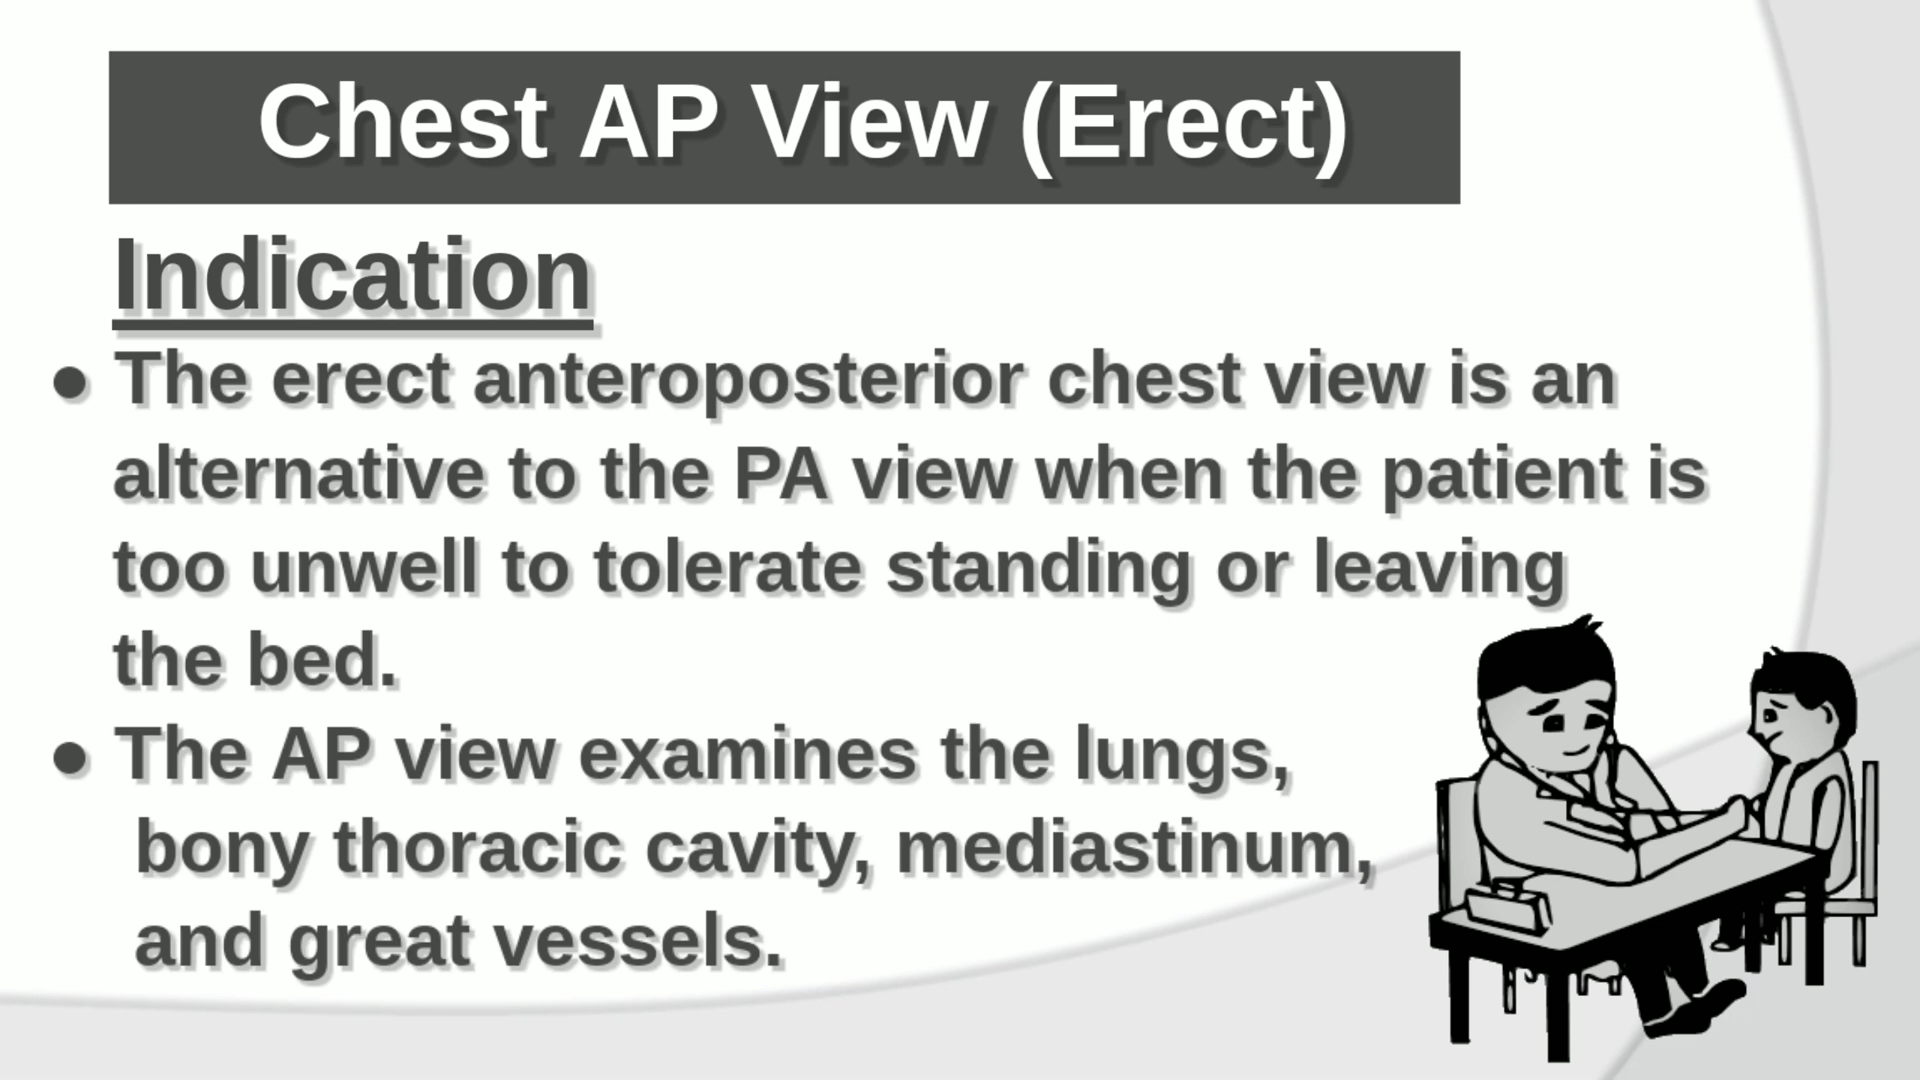 Chest AP View (Erect)
Indication
• The erect anteroposterior chest view is an
alternative to the PA view when the patient is
too unwell to tolerate standing or leaving
the bed.
• The AP view examines the lungs,
bony thoracic cavity, mediastinum,
and great vessels.